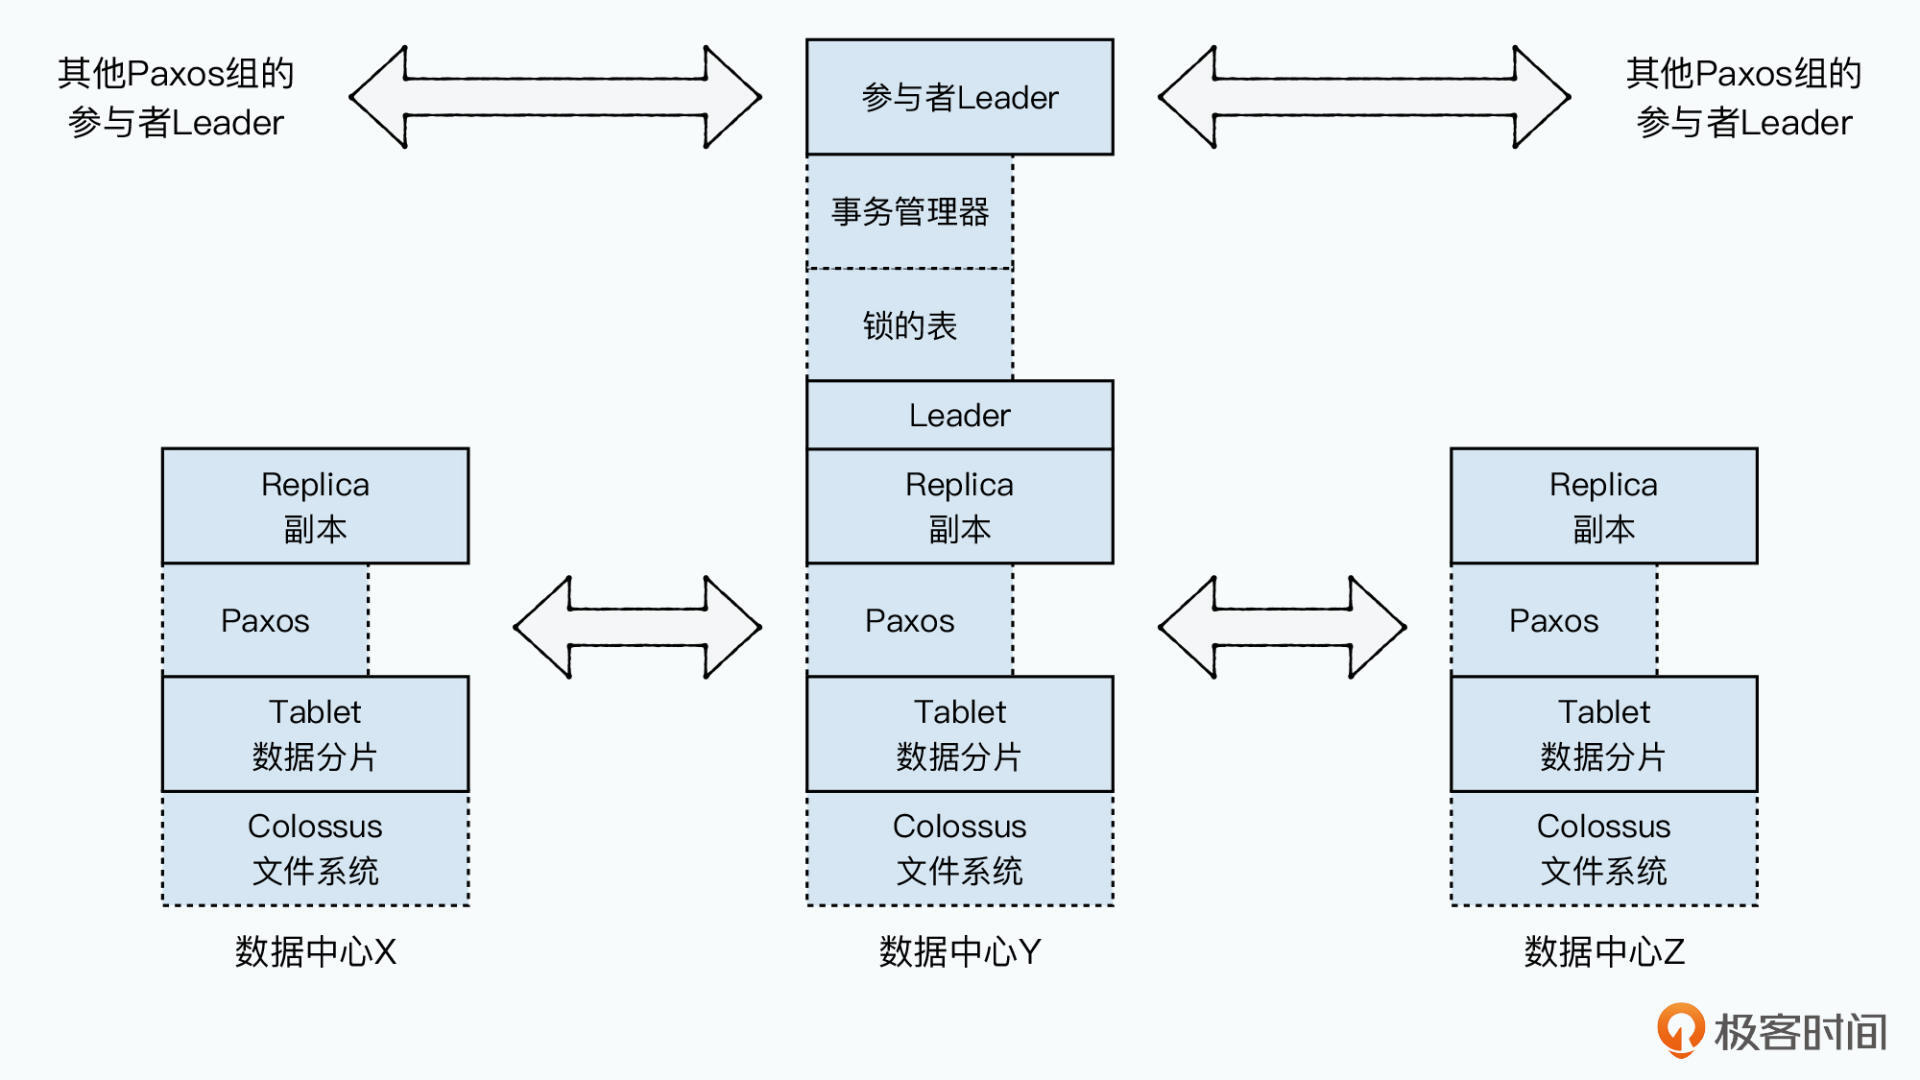 其他Paxos组的
参与者Leader
参与者Leader
其他Paxos组的
参与者Leader
事务管理器
锁的表
Leader
Replica
副本
Replica
副本
Replica
副本
Paxos
Paxos
Paxos
Tablet
数据分片
Tablet
数据分片
Tablet
数据分片
Colossus
文件系统
Colossus
文件系统
Colossus
文件系统
数据中心X
数据中心Y
数据中心Z
极客时间